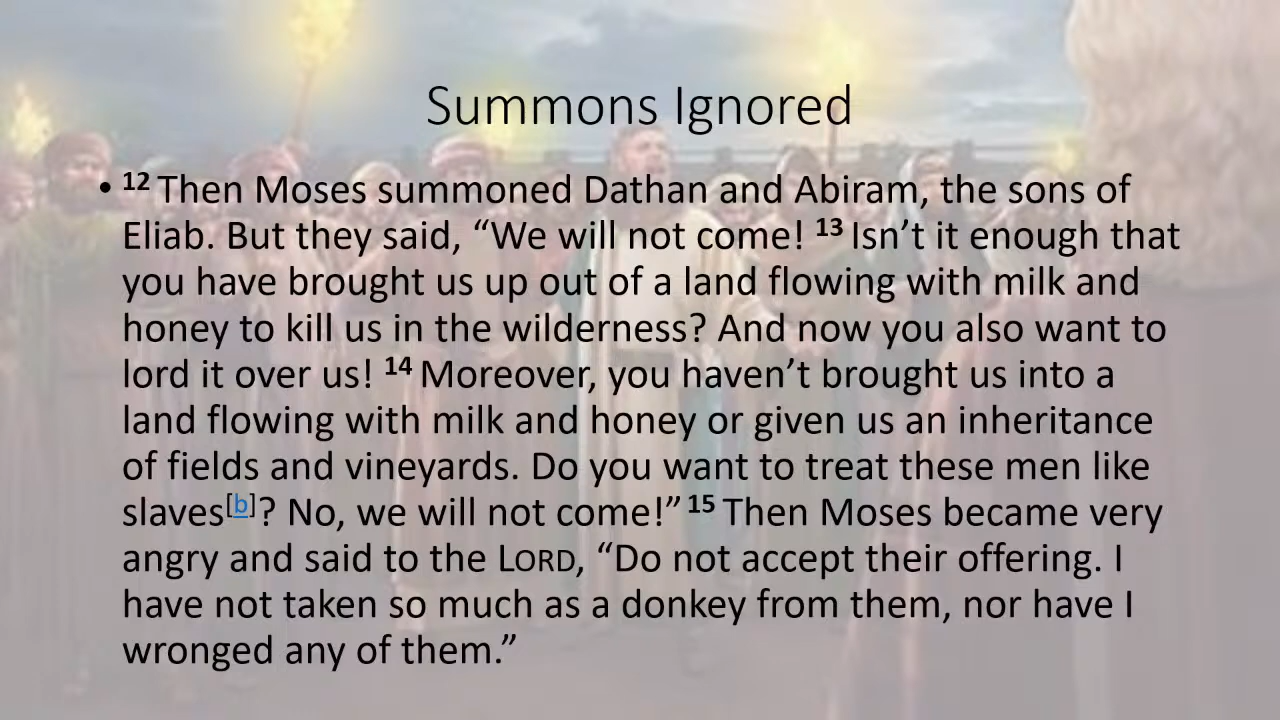 Summons Ignored
• 12 Then Moses summoned Dathan and Abiram, the sons of
Eliab. But they said, “We will not come! 13 Isn’t it enough that
you have brought us up out of a land flowing with milk and
honey to kill us in the wilderness? And now you also want to
lord it over us! 14 Moreover, you haven’t brought us into a
land flowing with milk and honey or given us an inheritance
of fields and vineyards. Do you want to treat these men like
slaves[b]? No, we will not come!” 15 Then Moses became very
angry and said to the LORD, “Do not accept their offering. I
have not taken so much as a donkey from them, nor have I
wronged any of them.”